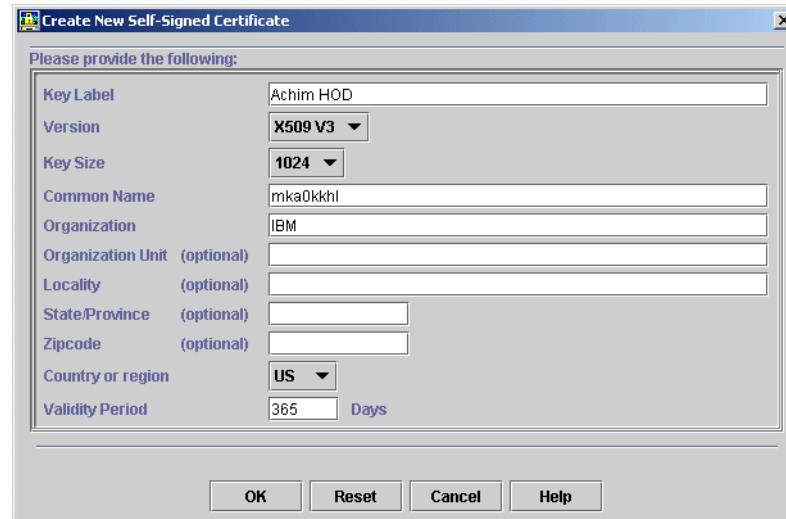 Create New Self-Signed Certificate
Please provide the following:
Key Label Achim HOD
Version X509 V3
Key Size 1024
Common Name mka0kkhl
Organization IBM
Organization Unit (optional)
Locality (optional)
State/Province (optional)
Zipcode (optional)
Country or region US
Validity Period 365 Days
OK Reset Cancel Help